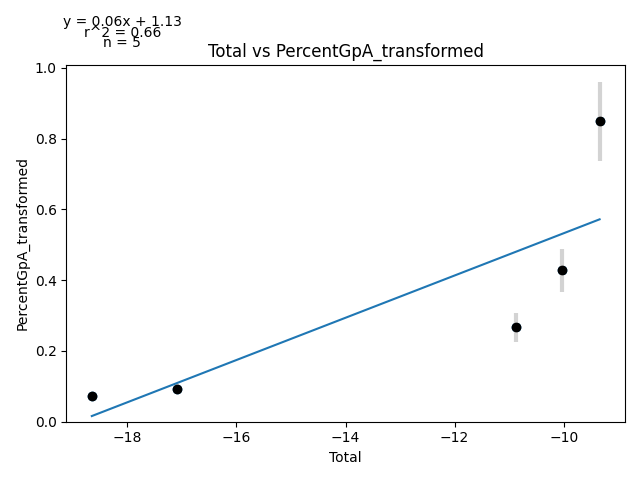 y = 0.06x + 1.13
r^2 = 0.66
n = 5
Total vs PercentGpA_transformed
1.0
0.8
0.6
0.4
0.2
0.0
PercentGpA_transformed
−18
−16
−14
−12
−10
Total